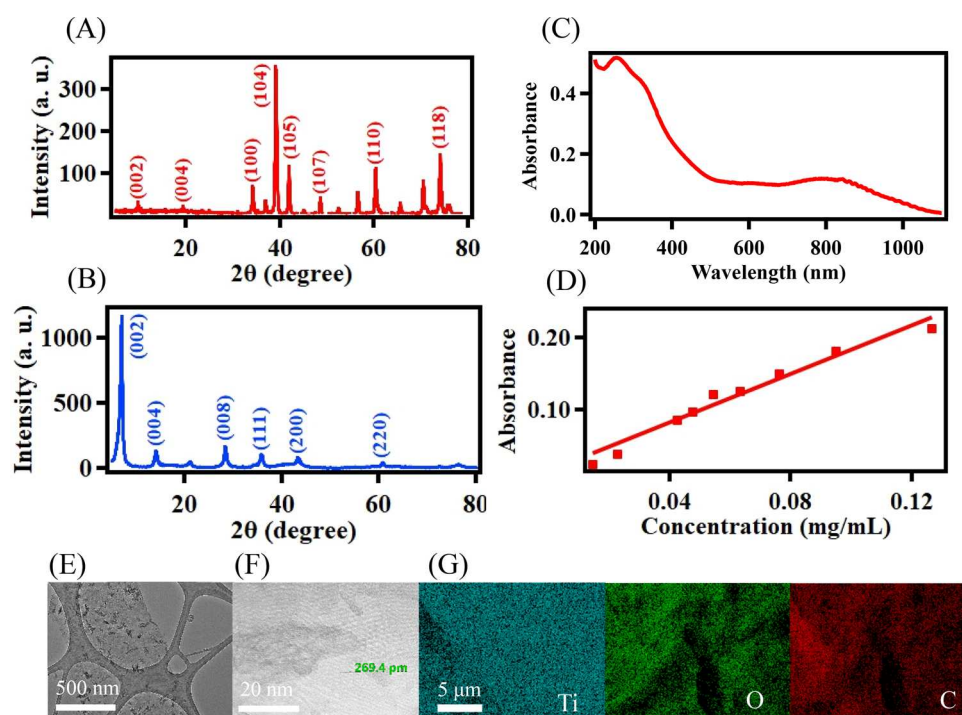 (A)
Intensity (a. u.)
300
200
100
(002)
(004)
(100)
(104)
(105)
(107)
(110)
(118)
20 40 60 80
2θ (degree)
(C)
Absorbance
0.4
0.2
0.0
200 400 600 800 1000
Wavelength (nm)
(B)
Intensity (a. u.)
1000
500
0
(002)
(004)
(008)
(111)
(200)
(220)
20 40 60 80
2θ (degree)
(D)
Absorbance
0.20
0.10
0.04 0.08 0.12
Concentration (mg/mL)
(E)
500 nm
(F)
269.4 pm
20 nm
(G)
5 μm
Ti
O
C